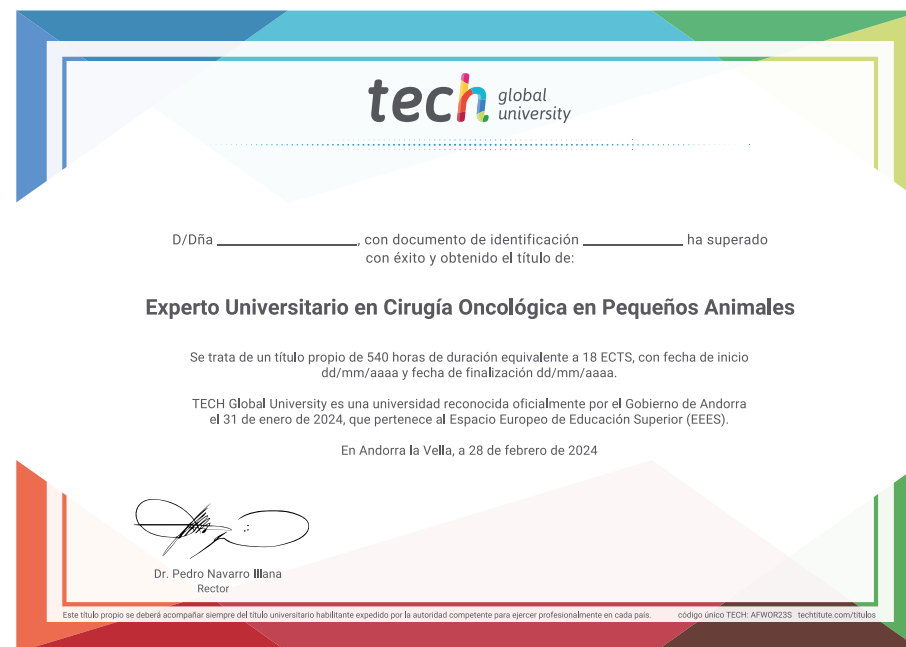 tech global university
D/Dña ______________, con documento de identificación __________ ha superado
con éxito y obtenido el título de:
Experto Universitario en Cirugía Oncológica en Pequeños Animales
Se trata de un título propio de 540 horas de duración equivalente a 18 ECTS, con fecha de inicio
dd/mm/aaaa y fecha de finalización dd/mm/aaaa.
TECH Global University es una universidad reconocida oficialmente por el Gobierno de Andorra
el 31 de enero de 2024, que pertenece al Espacio Europeo de Educación Superior (EEES).
En Andorra la Vella, a 28 de febrero de 2024
Dr. Pedro Navarro Illana
Rector
Este título propio se deberá acompañar siempre del título universitario habilitante expedido por la autoridad competente para ejercer profesionalmente en cada país. código único TECH: AFWOR23S techtitute.com/titulos